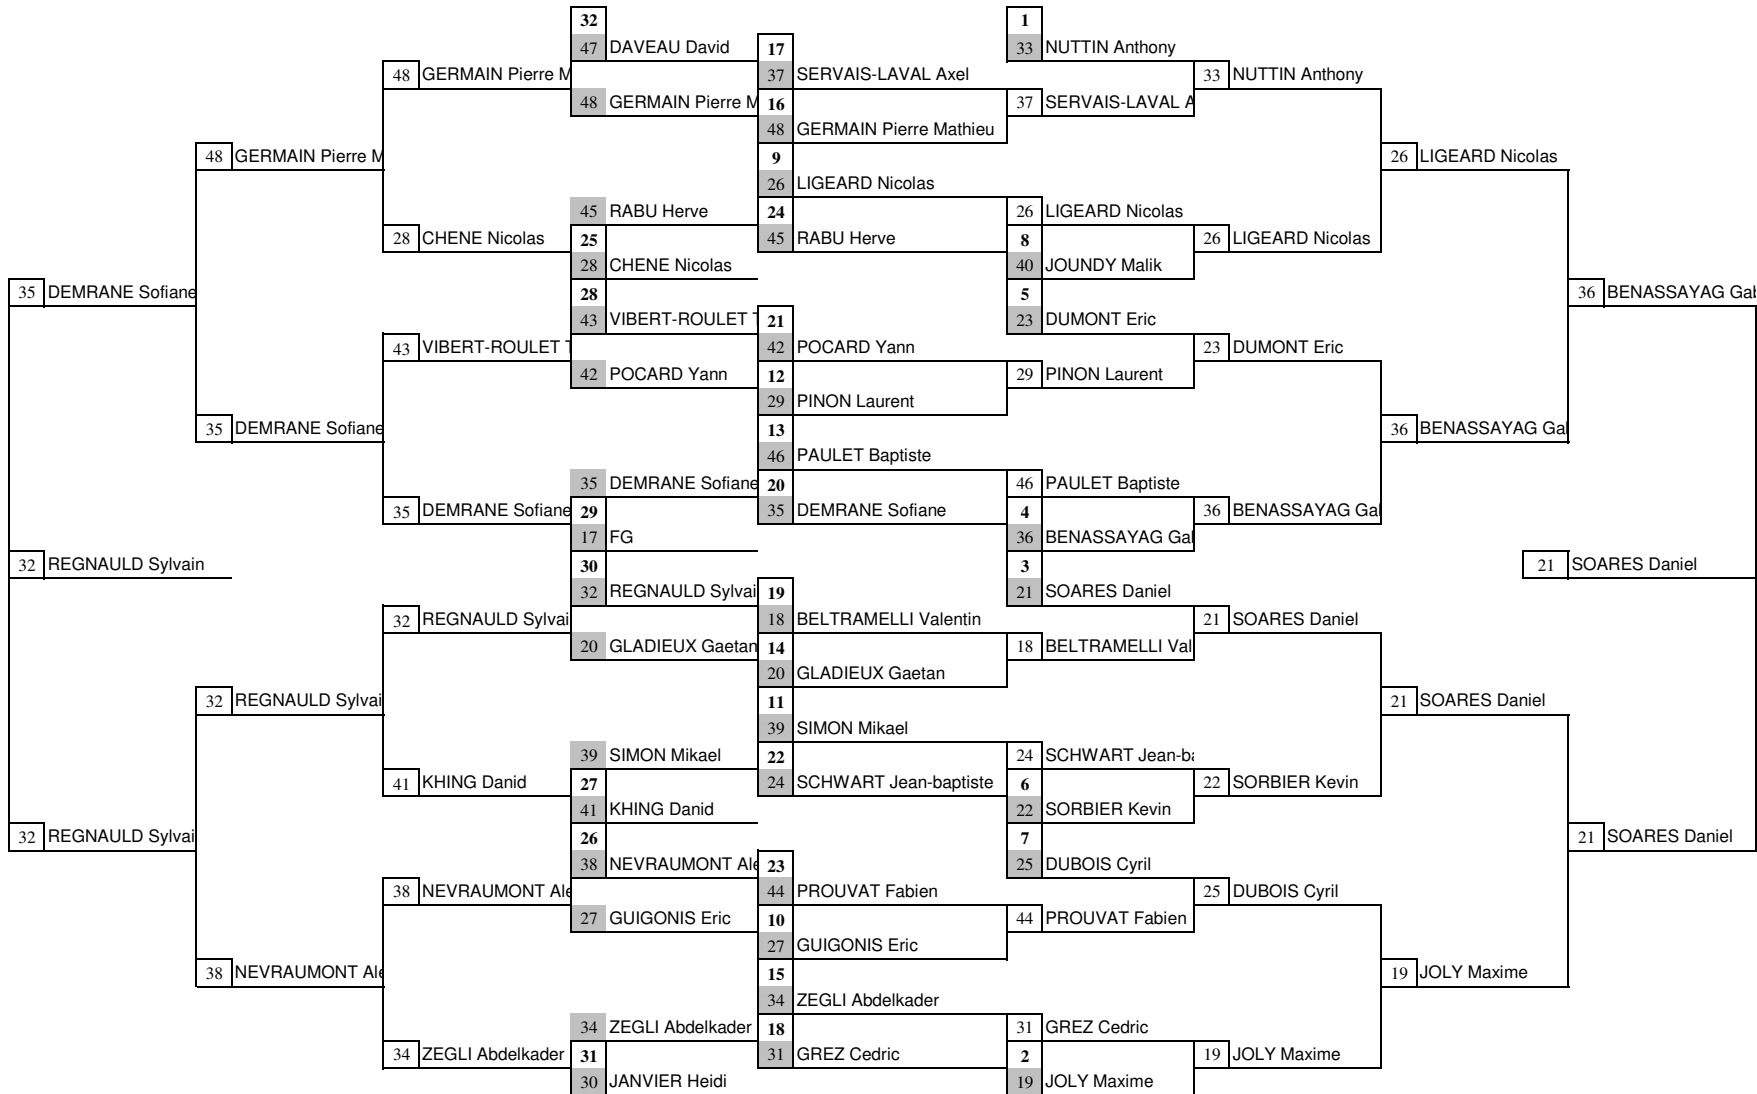 32 1
47 DAVEAU David 17 33 NUTTIN Anthony
48 GERMAIN Pierre M 37 SERVAIS-LAVAL Axel 33 NUTTIN Anthony
48 GERMAIN Pierre M 16 37 SERVAIS-LAVAL A
48 GERMAIN Pierre Mathieu
48 GERMAIN Pierre M 9 26 LIGEARD Nicolas
26 LIGEARD Nicolas
45 RABU Herve 24 26 LIGEARD Nicolas
28 CHENE Nicolas 25 45 RABU Herve 8 26 LIGEARD Nicolas
28 CHENE Nicolas 40 JOUNDY Malik
35 DEMRANE Sofiane 28 5 36 BENASSAYAG Gab
43 VIBERT-ROULET T 21 23 DUMONT Eric
43 VIBERT-ROULET T 42 POCARD Yann 23 DUMONT Eric
42 POCARD Yann 12 29 PINON Laurent
29 PINON Laurent
35 DEMRANE Sofiane 13 36 BENASSAYAG Gal
46 PAULET Baptiste
35 DEMRANE Sofiane 20 46 PAULET Baptiste
35 DEMRANE Sofiane 29 35 DEMRANE Sofiane 4 36 BENASSAYAG Gal
17 FG 36 BENASSAYAG Gal
32 REGNAULD Sylvain 30 3 21 SOARES Daniel
32 REGNAULD Sylvai 19 21 SOARES Daniel
32 REGNAULD Sylvai 18 BELTRAMELLI Valentin 21 SOARES Daniel
20 GLADIEUX Gaetan 14 18 BELTRAMELLI Val
20 GLADIEUX Gaetan
32 REGNAULD Sylvai 11 21 SOARES Daniel
39 SIMON Mikael
39 SIMON Mikael 22 24 SCHWART Jean-ba
41 KHING Danid 27 24 SCHWART Jean-baptiste 6 22 SORBIER Kevin
41 KHING Danid 22 SORBIER Kevin
32 REGNAULD Sylvai 26 7 21 SOARES Daniel
38 NEVRAUMONT Ale 23 25 DUBOIS Cyril
38 NEVRAUMONT Ale 44 PROUVAT Fabien 25 DUBOIS Cyril
27 GUIGONIS Eric 10 44 PROUVAT Fabien
27 GUIGONIS Eric
38 NEVRAUMONT Ale 15 19 JOLY Maxime
34 ZEGLI Abdelkader
34 ZEGLI Abdelkader 18 31 GREZ Cedric
34 ZEGLI Abdelkader 31 31 GREZ Cedric 2 19 JOLY Maxime
30 JANVIER Heidi 19 JOLY Maxime